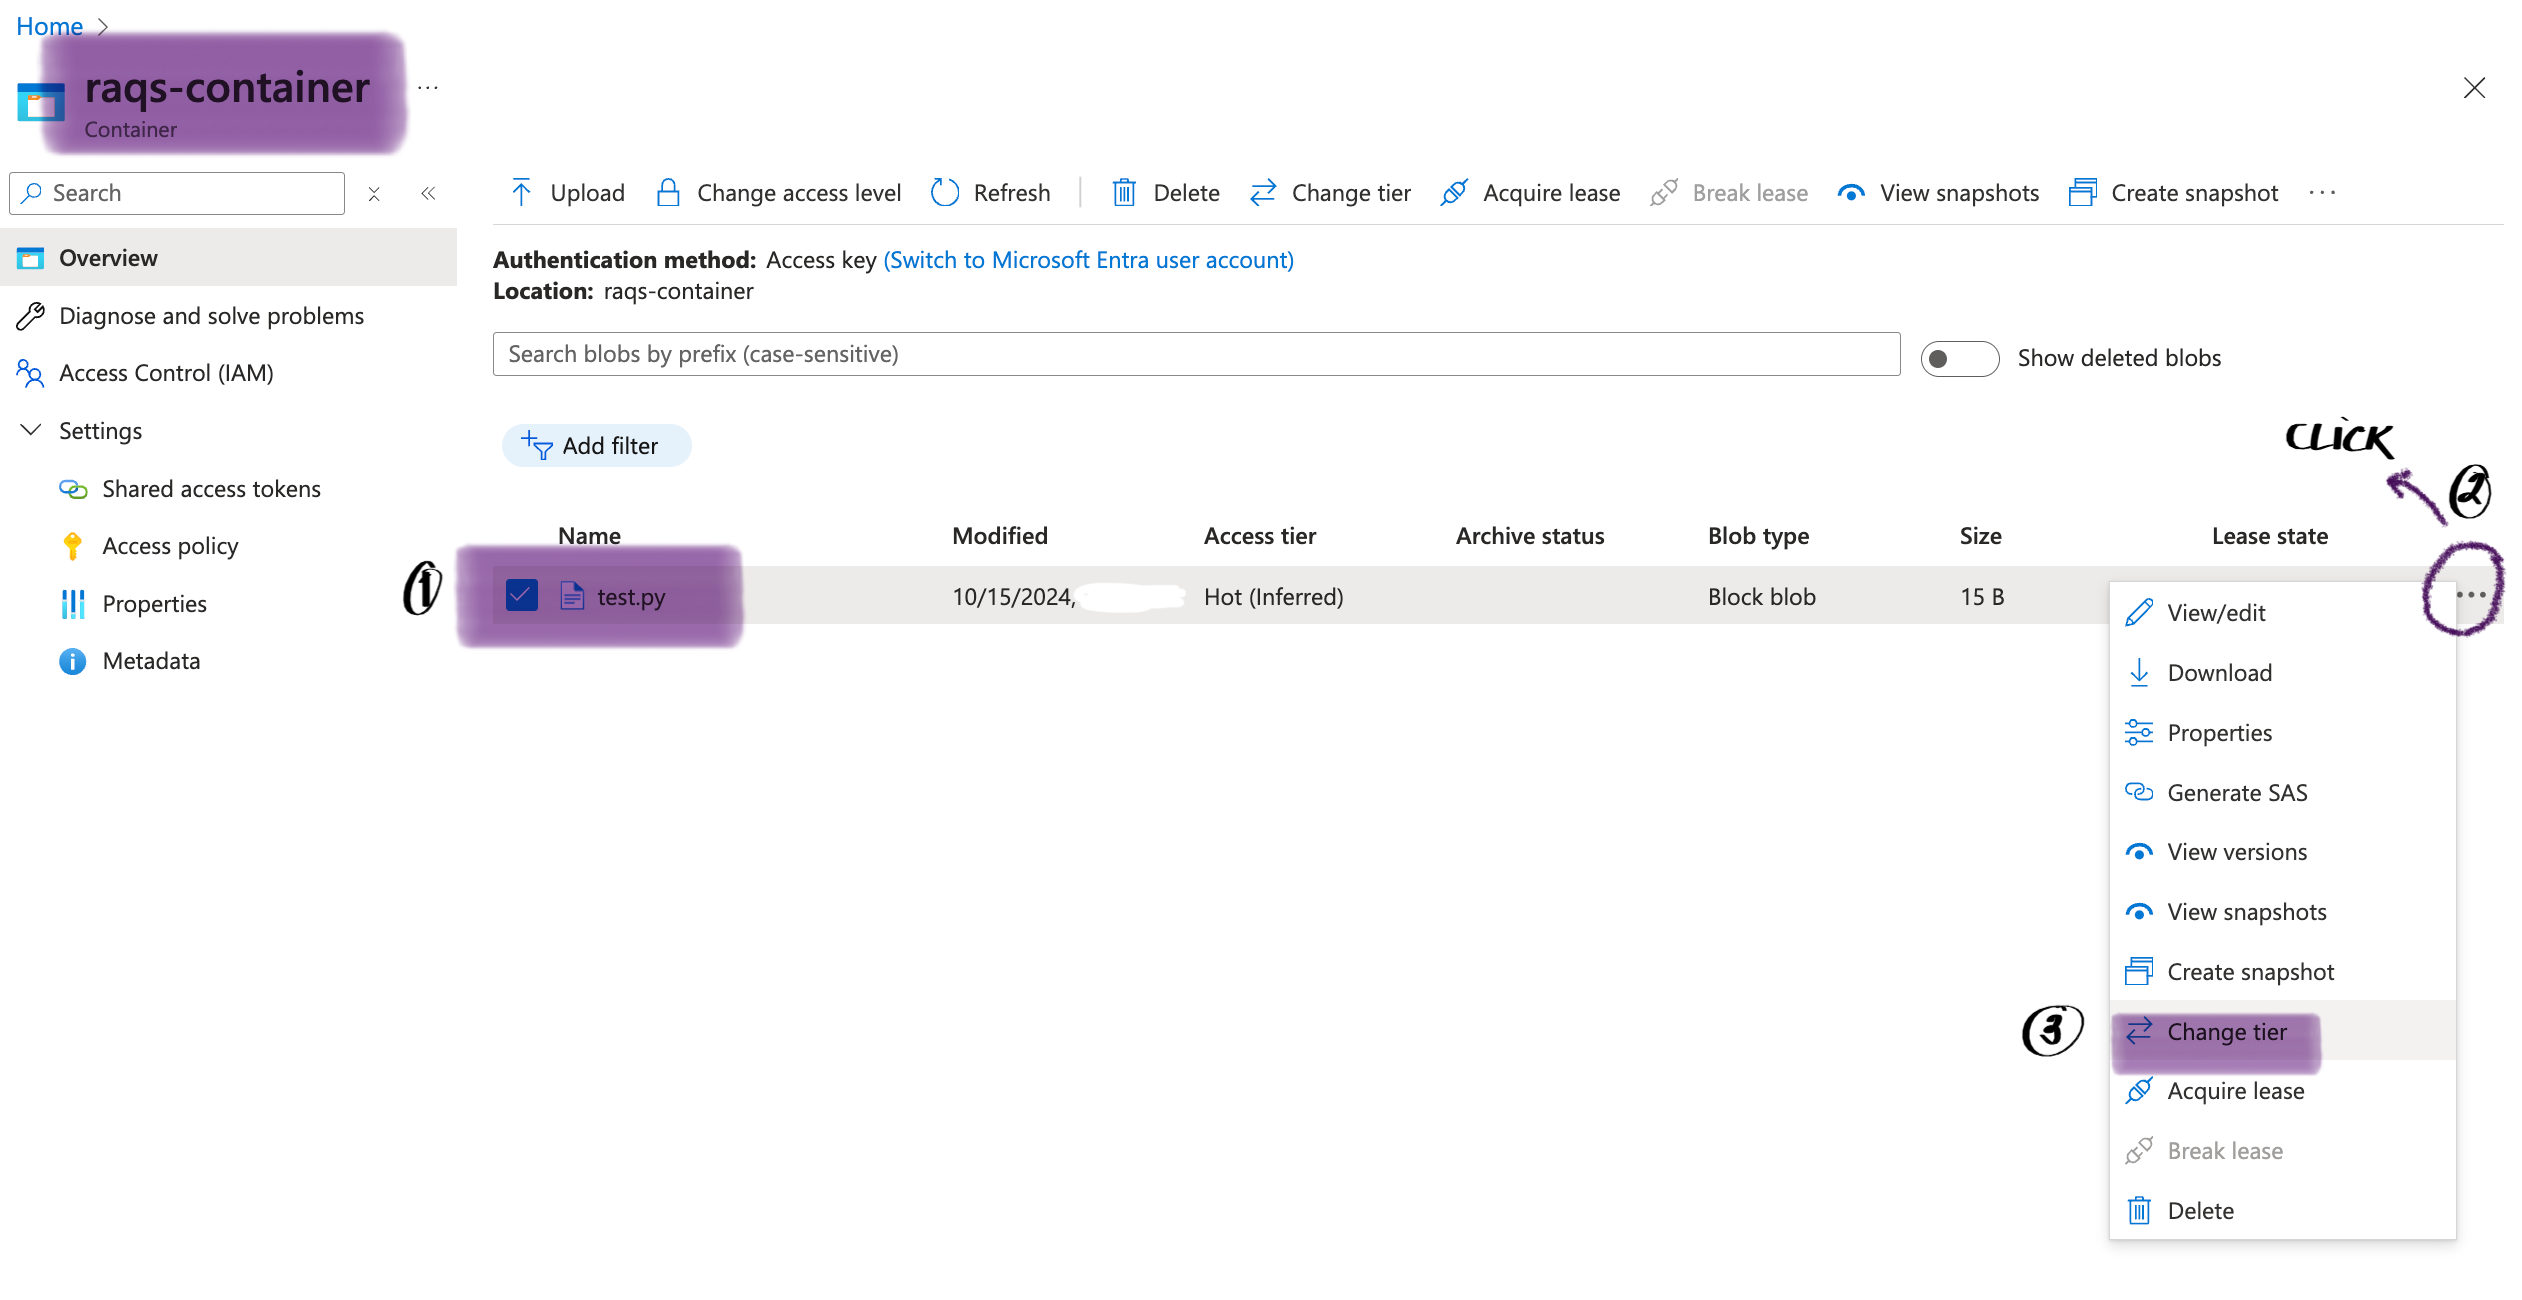 Home >
raqs-container ...
Container
Search
Upload Change access level Refresh Delete Change tier Acquire lease Break lease View snapshots Create snapshot ...
Overview
Diagnose and solve problems
Access Control (IAM)
Settings
Shared access tokens
Access policy
Properties
Metadata
Authentication method: Access key (Switch to Microsoft Entra user account)
Location: raqs-container
Search blobs by prefix (case-sensitive)
Show deleted blobs
Add filter
CLICK
2
Name Modified Access tier Archive status Blob type Size Lease state
1
test.py 10/15/2024, Hot (Inferred) Block blob 15 B ...
View/edit
Download
Properties
Generate SAS
View versions
View snapshots
Create snapshot
3
Change tier
Acquire lease
Break lease
Delete